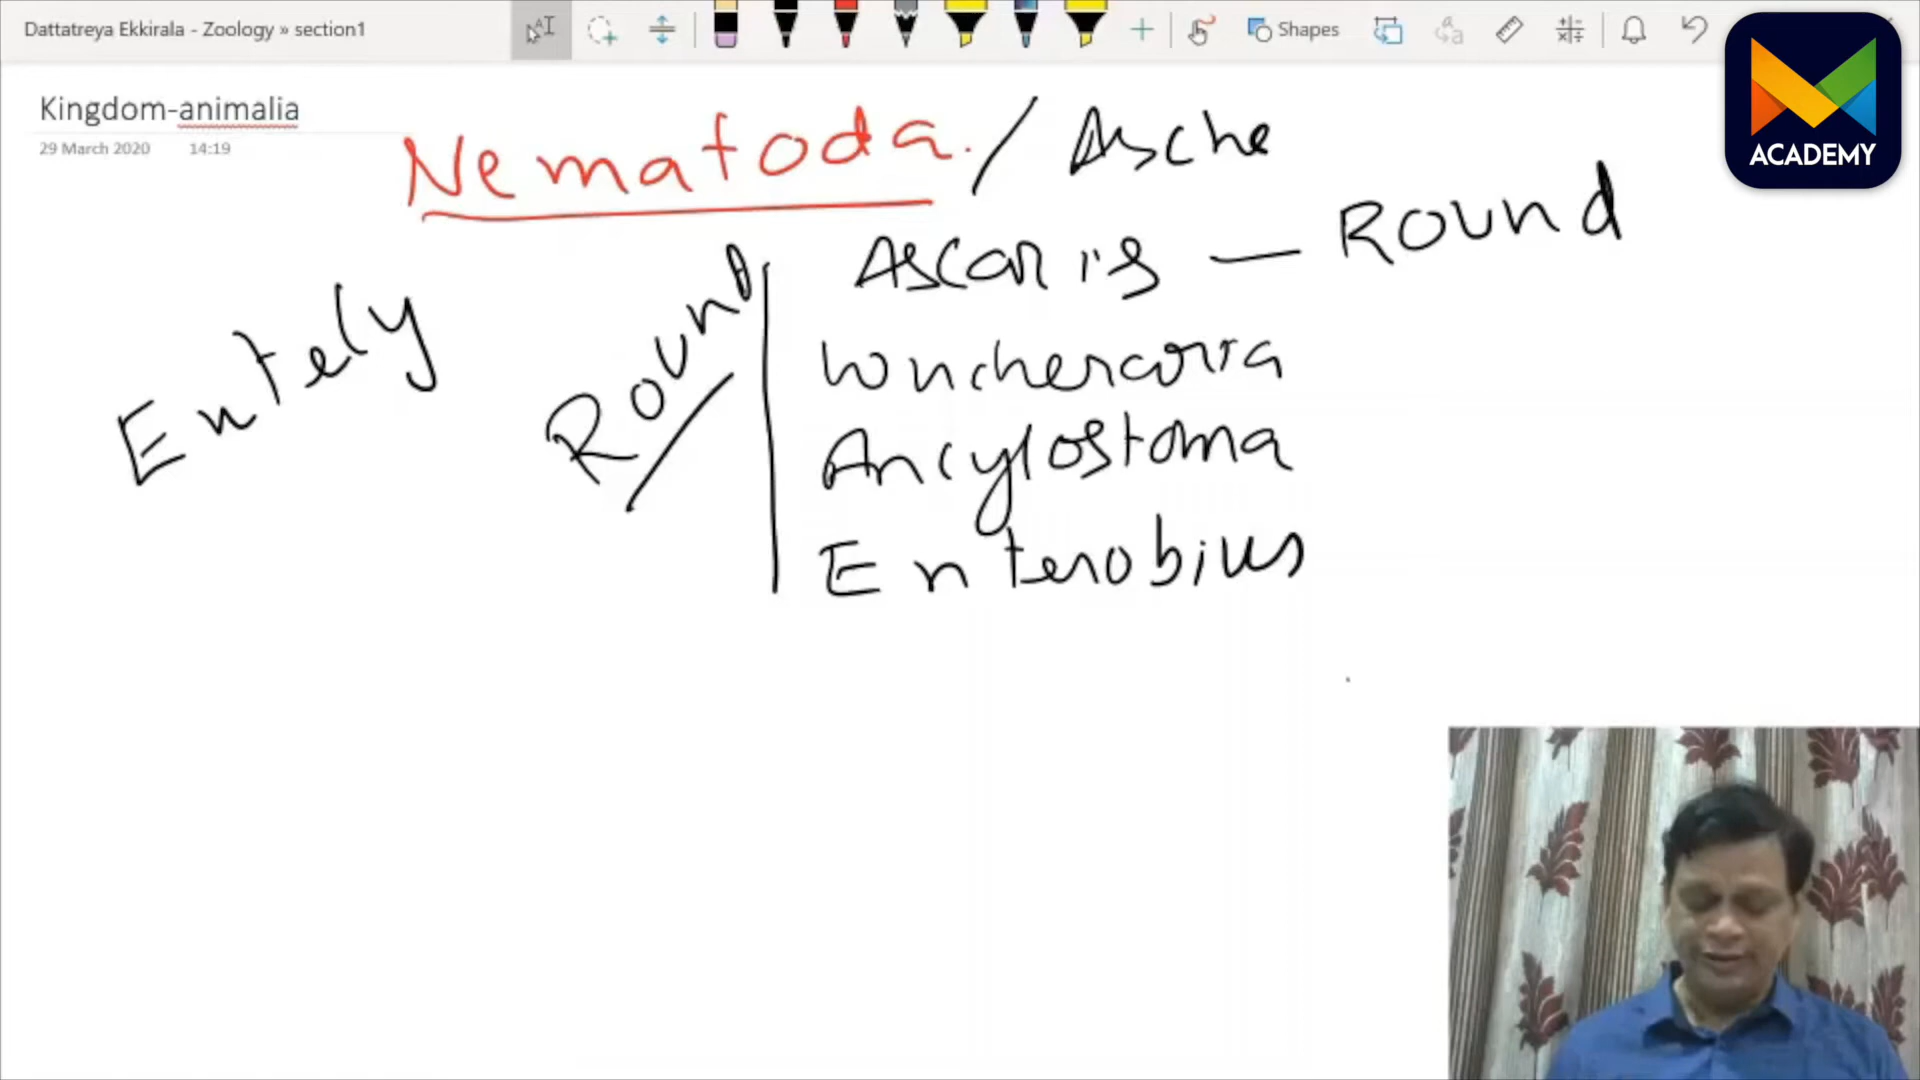 Dattatreya Ekkirala - Zoology » section1
Shapes
ACADEMY
Kingdom-animalia
29 March 2020 14:19
Nematoda. / Asche
Ascaris — Round
Entely
Round
Wuchercoria
Ancylostoma
Enterobius